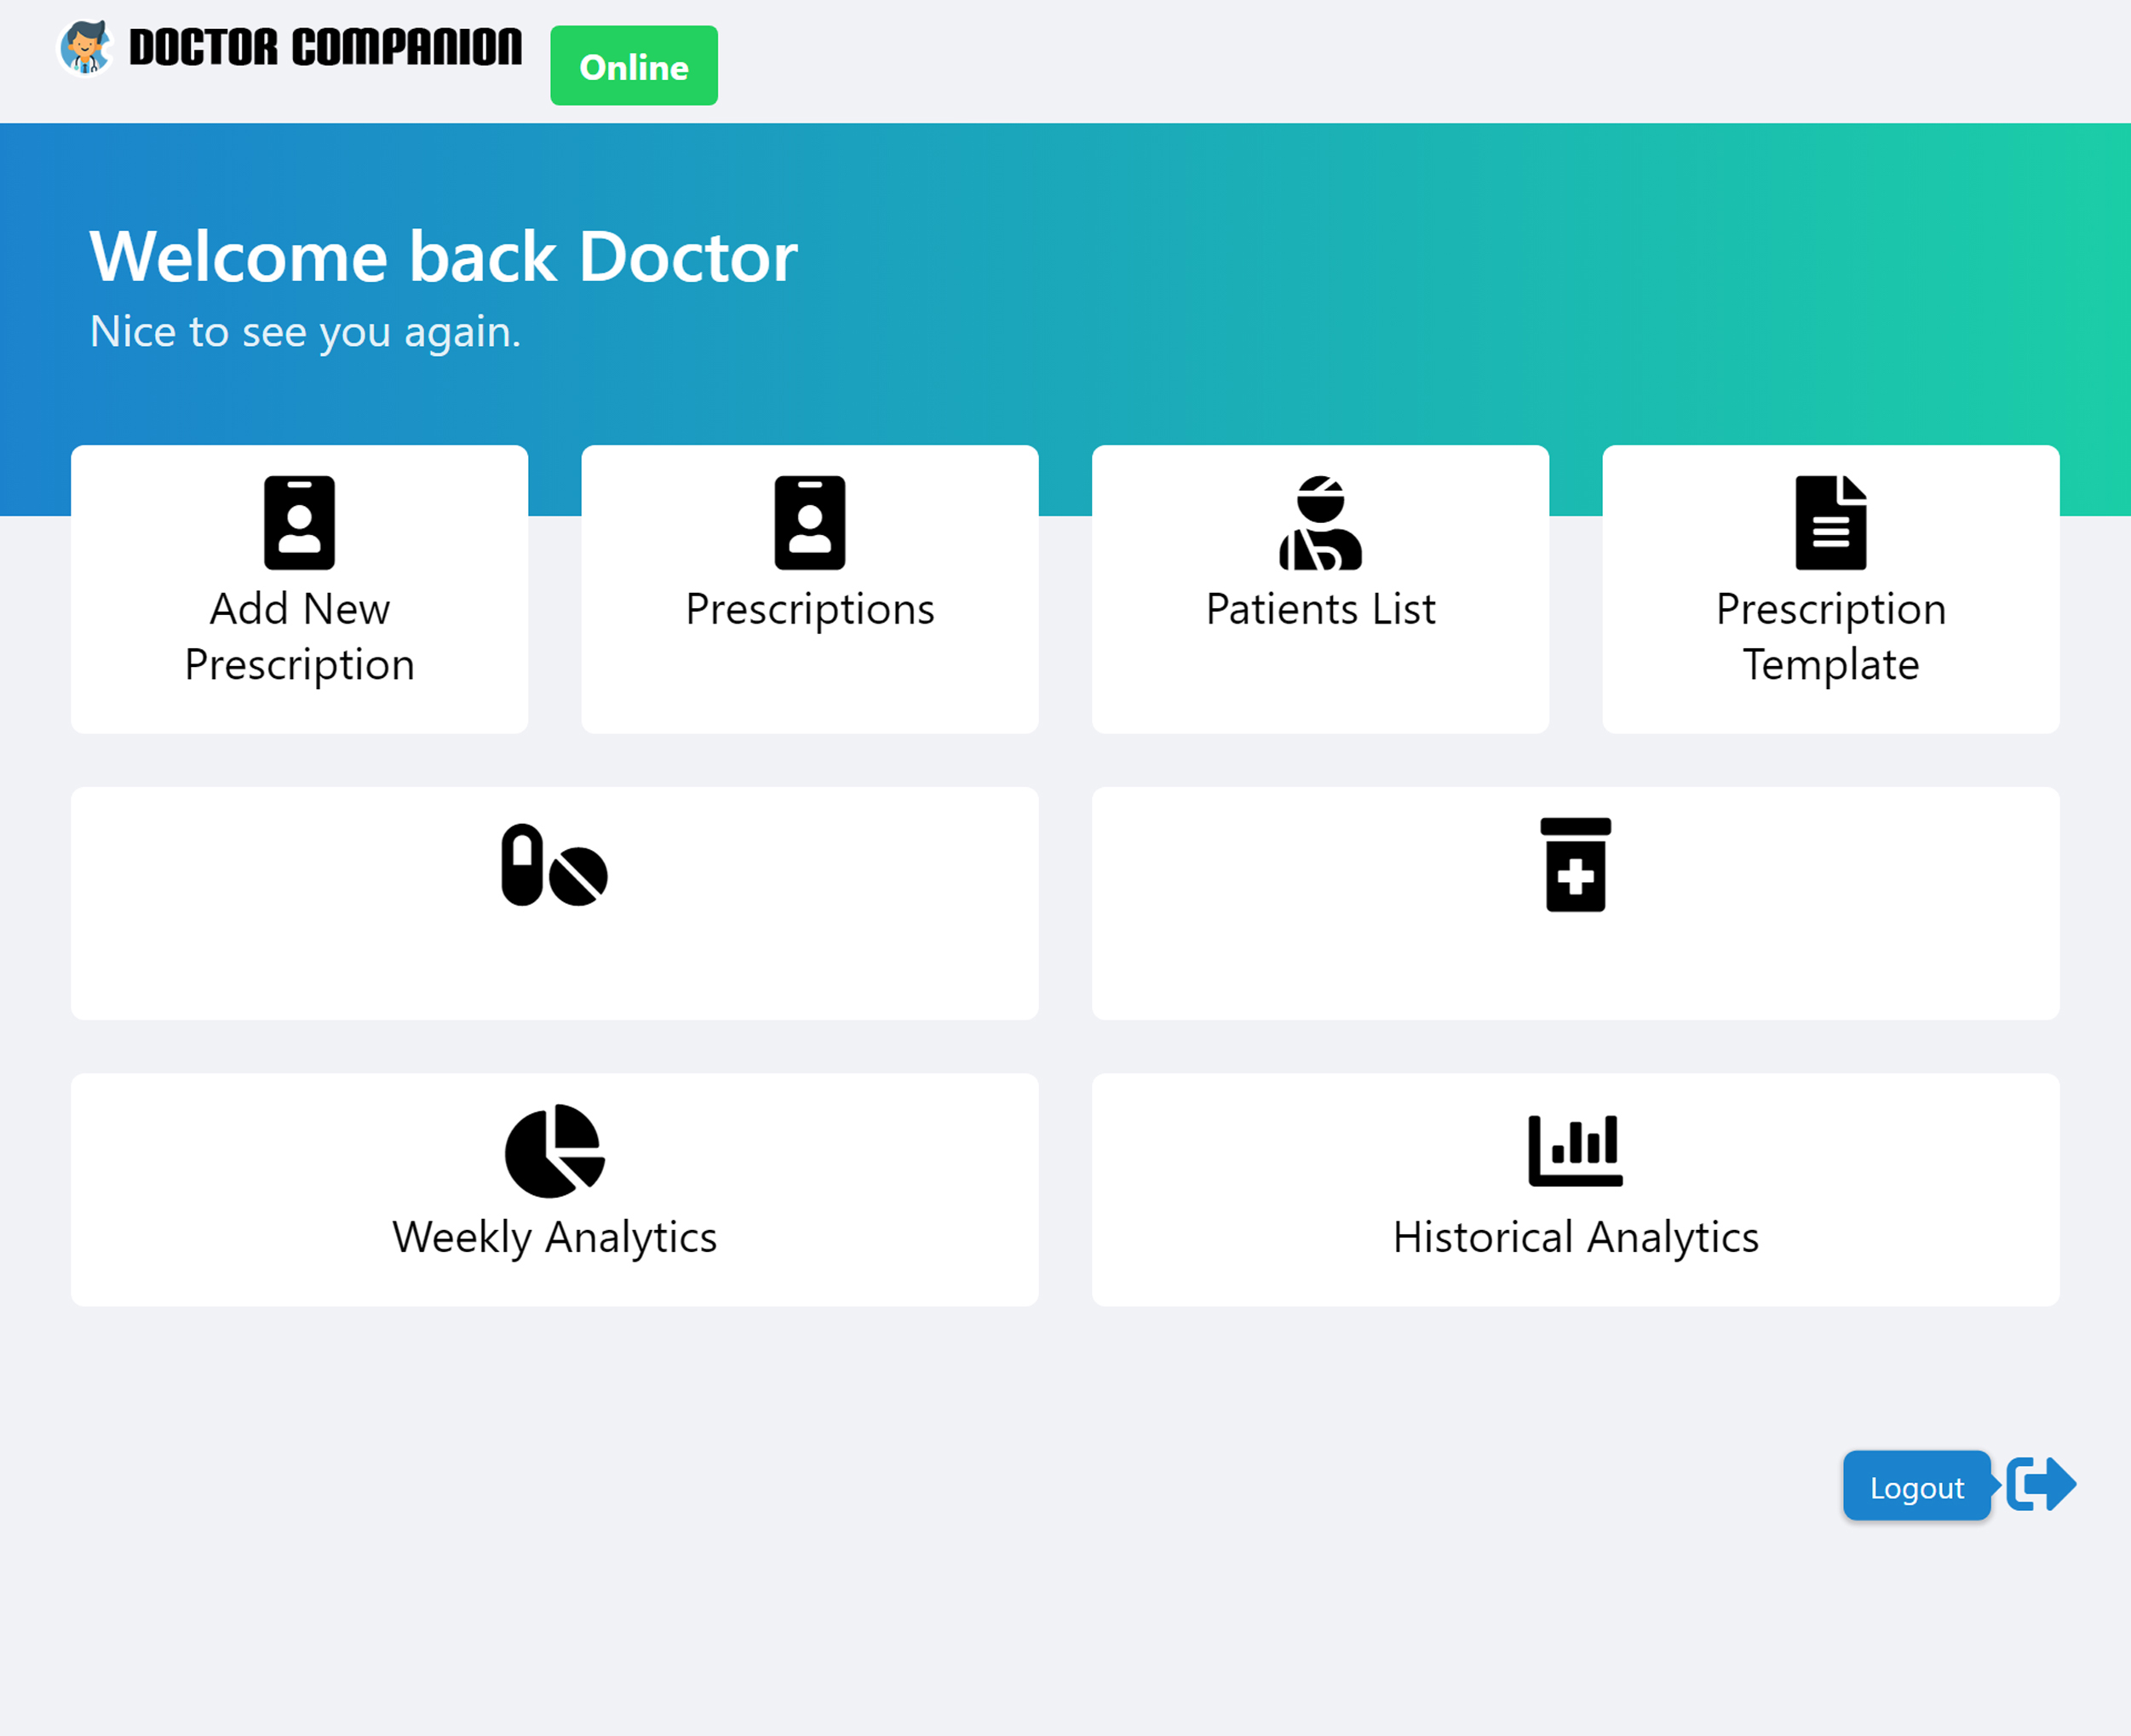 DOCTOR COMPANION
Online
Welcome back Doctor
Nice to see you again.
Add New
Prescription
Prescriptions
Patients List
Prescription
Template
Weekly Analytics
Historical Analytics
Logout